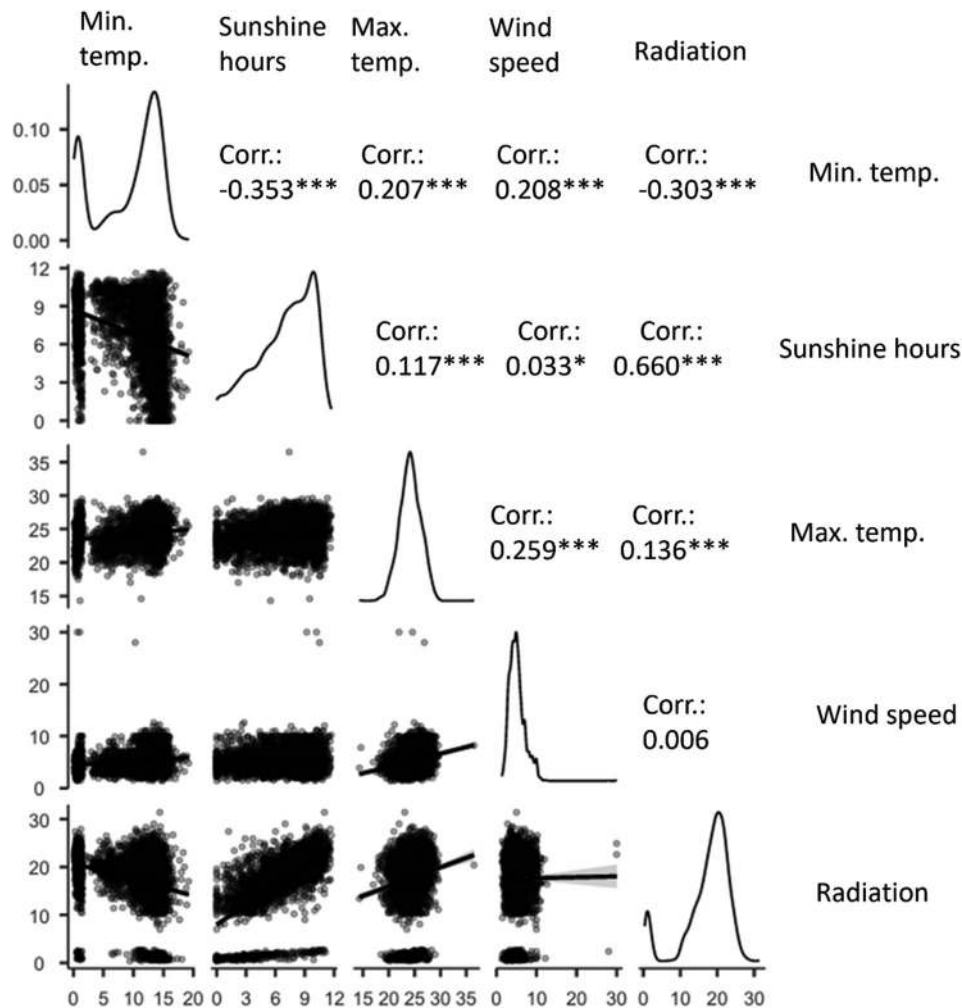 Min. temp.
Sunshine hours
Max. temp.
Wind speed
Radiation
0.10
0.05
0.00
Corr.: -0.353***
Corr.: 0.207***
Corr.: 0.208***
Corr.: -0.303***
Min. temp.
12
9
6
3
0
Corr.: 0.117***
Corr.: 0.033*
Corr.: 0.660***
Sunshine hours
35
30
25
20
15
Corr.: 0.259***
Corr.: 0.136***
Max. temp.
30
20
10
0
Corr.: 0.006
Wind speed
30
20
10
0
Radiation
0 5 10 15 20
0 3 6 9 12
15 20 25 30 35
0 10 20 30
0 10 20 30